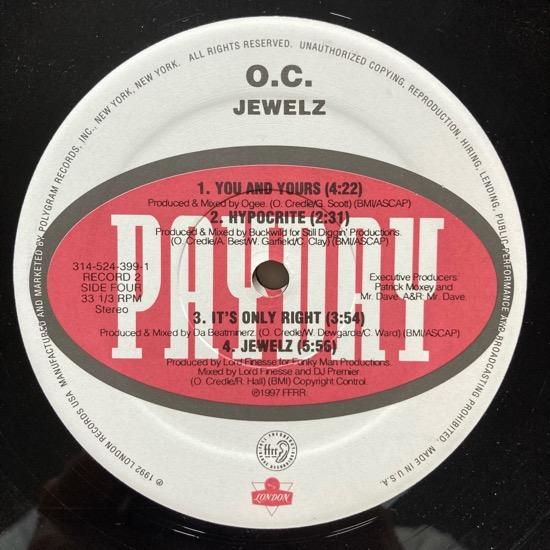 O.C.
JEWELZ
1. YOU AND YOURS (4:22)
Produced & Mixed by Ogee. (O. Credle/G. Scott) (BMI/ASCAP)
2. HYPOCRITE (2:31)
Produced & Mixed by Buckwild for Still Diggin' Productions.
(O. Credle/A. Best/W. Garfield/C. Clay) (BMI/ASCAP)
PAYDAY
314-524-399-1
RECORD 2
SIDE FOUR
33 1/3 RPM
Stereo
Executive Producers:
Patrick Moxey and
Mr. Dave. A&R: Mr. Dave.
3. IT'S ONLY RIGHT (3:54)
Produced & Mixed by Da Beatminerz. (O. Credle/W. Dewgarde/C. Ward) (BMI/ASCAP)
4. JEWELZ (5:56)
Produced by Lord Finesse for Funky Man Productions.
Mixed by Lord Finesse and DJ Premier.
(O. Credle/R. Hall) (BMI) Copyright Control.
℗1997 FFRR.
ffrr
LONDON
℗ 1992 LONDON RECORDS USA MANUFACTURED AND MARKETED BY POLYGRAM RECORDS, INC., NEW YORK, NEW YORK. ALL RIGHTS RESERVED. UNAUTHORIZED COPYING, REPRODUCTION, HIRING, LENDING, PUBLIC PERFORMANCE AND BROADCASTING PROHIBITED. MADE IN U.S.A.